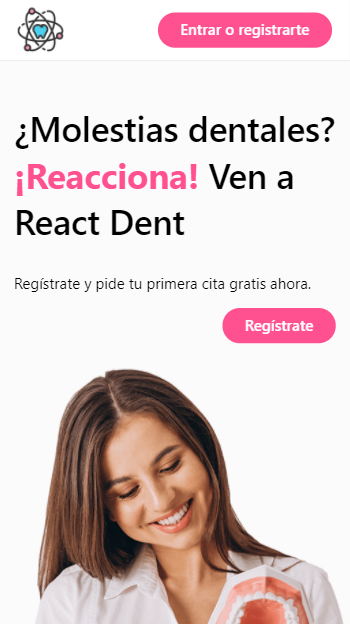 Entrar o registrarte
¿Molestias dentales?
¡Reacciona! Ven a
React Dent
Regístrate y pide tu primera cita gratis ahora.
Regístrate